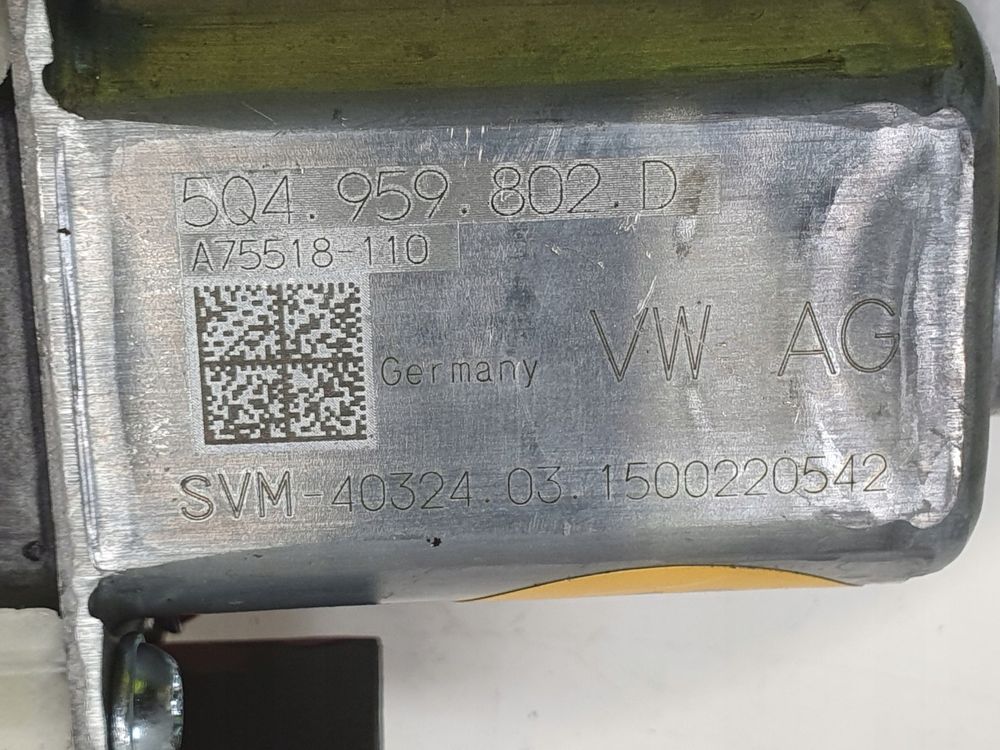 5Q4.959.802.D
A75518-110
Germany VW AG
SVM-40324.03.1500220542